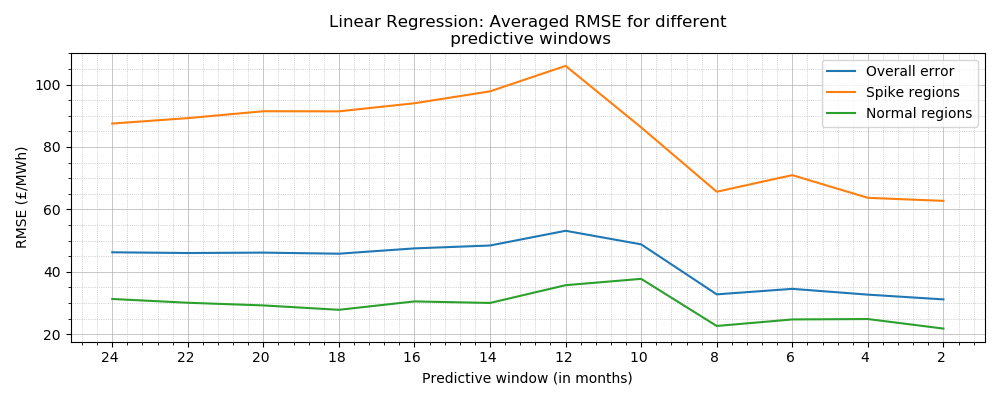 Linear Regression: Averaged RMSE for different
predictive windows
Overall error
Spike regions
Normal regions
RMSE (£/MWh)
100
80
60
40
20
24 22 20 18 16 14 12 10 8 6 4 2
Predictive window (in months)